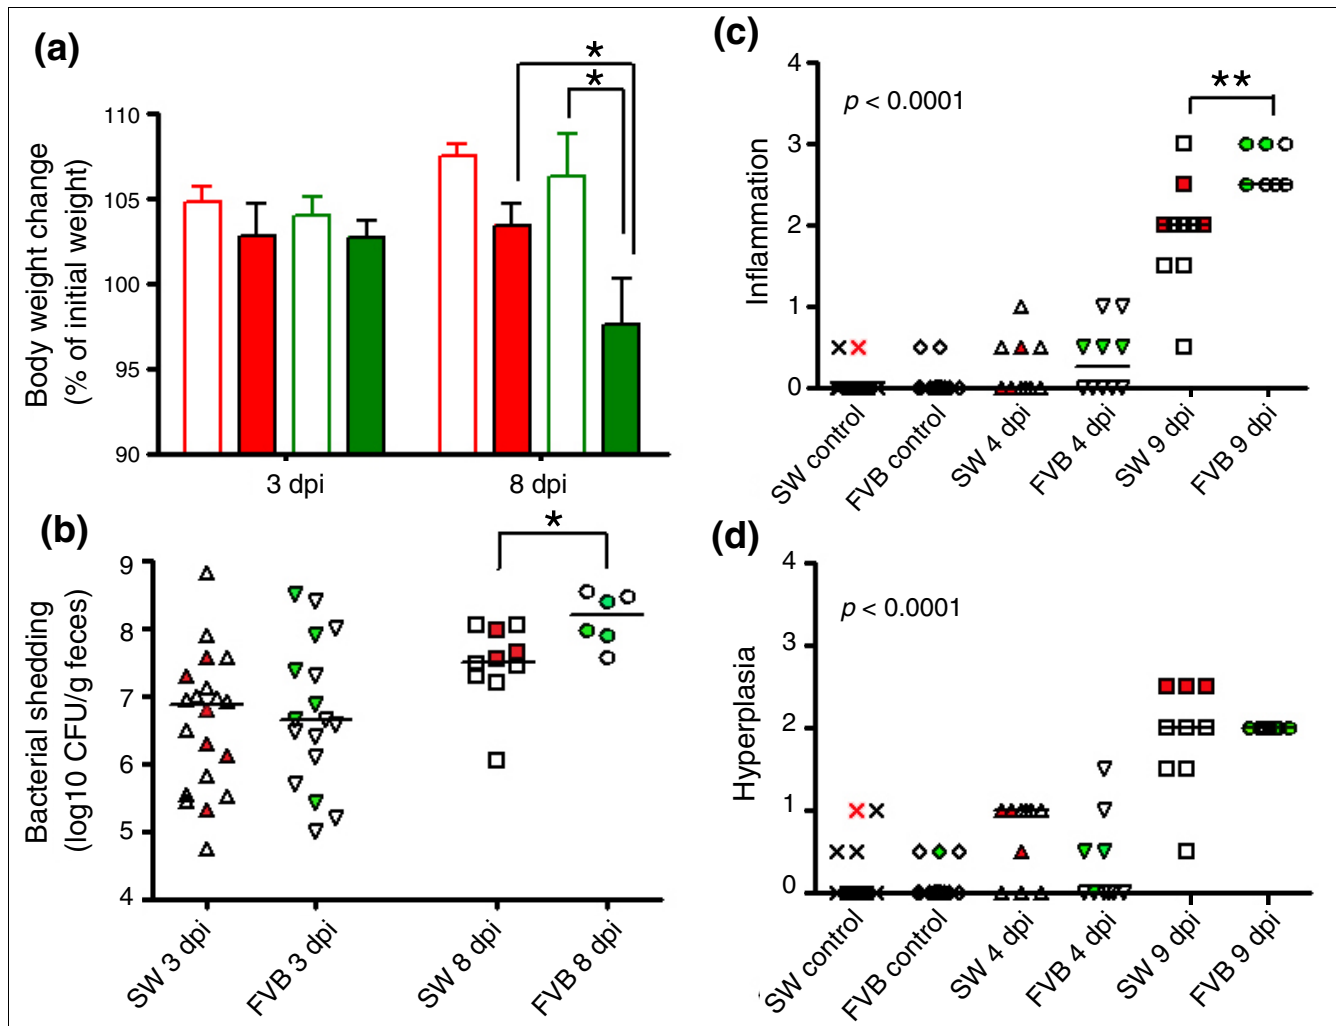 (a)
Body weight change
(% of initial weight)
110
105
100
95
90
*
*
3 dpi
8 dpi
(b)
Bacterial shedding
(log10 CFU/g feces)
9
8
7
6
5
4
*
SW 3 dpi
FVB 3 dpi
SW 8 dpi
FVB 8 dpi
(c)
Inflammation
4
3
2
1
0
p < 0.0001
**
SW control
FVB control
SW 4 dpi
FVB 4 dpi
SW 9 dpi
FVB 9 dpi
(d)
Hyperplasia
4
3
2
1
0
p < 0.0001
SW control
FVB control
SW 4 dpi
FVB 4 dpi
SW 9 dpi
FVB 9 dpi